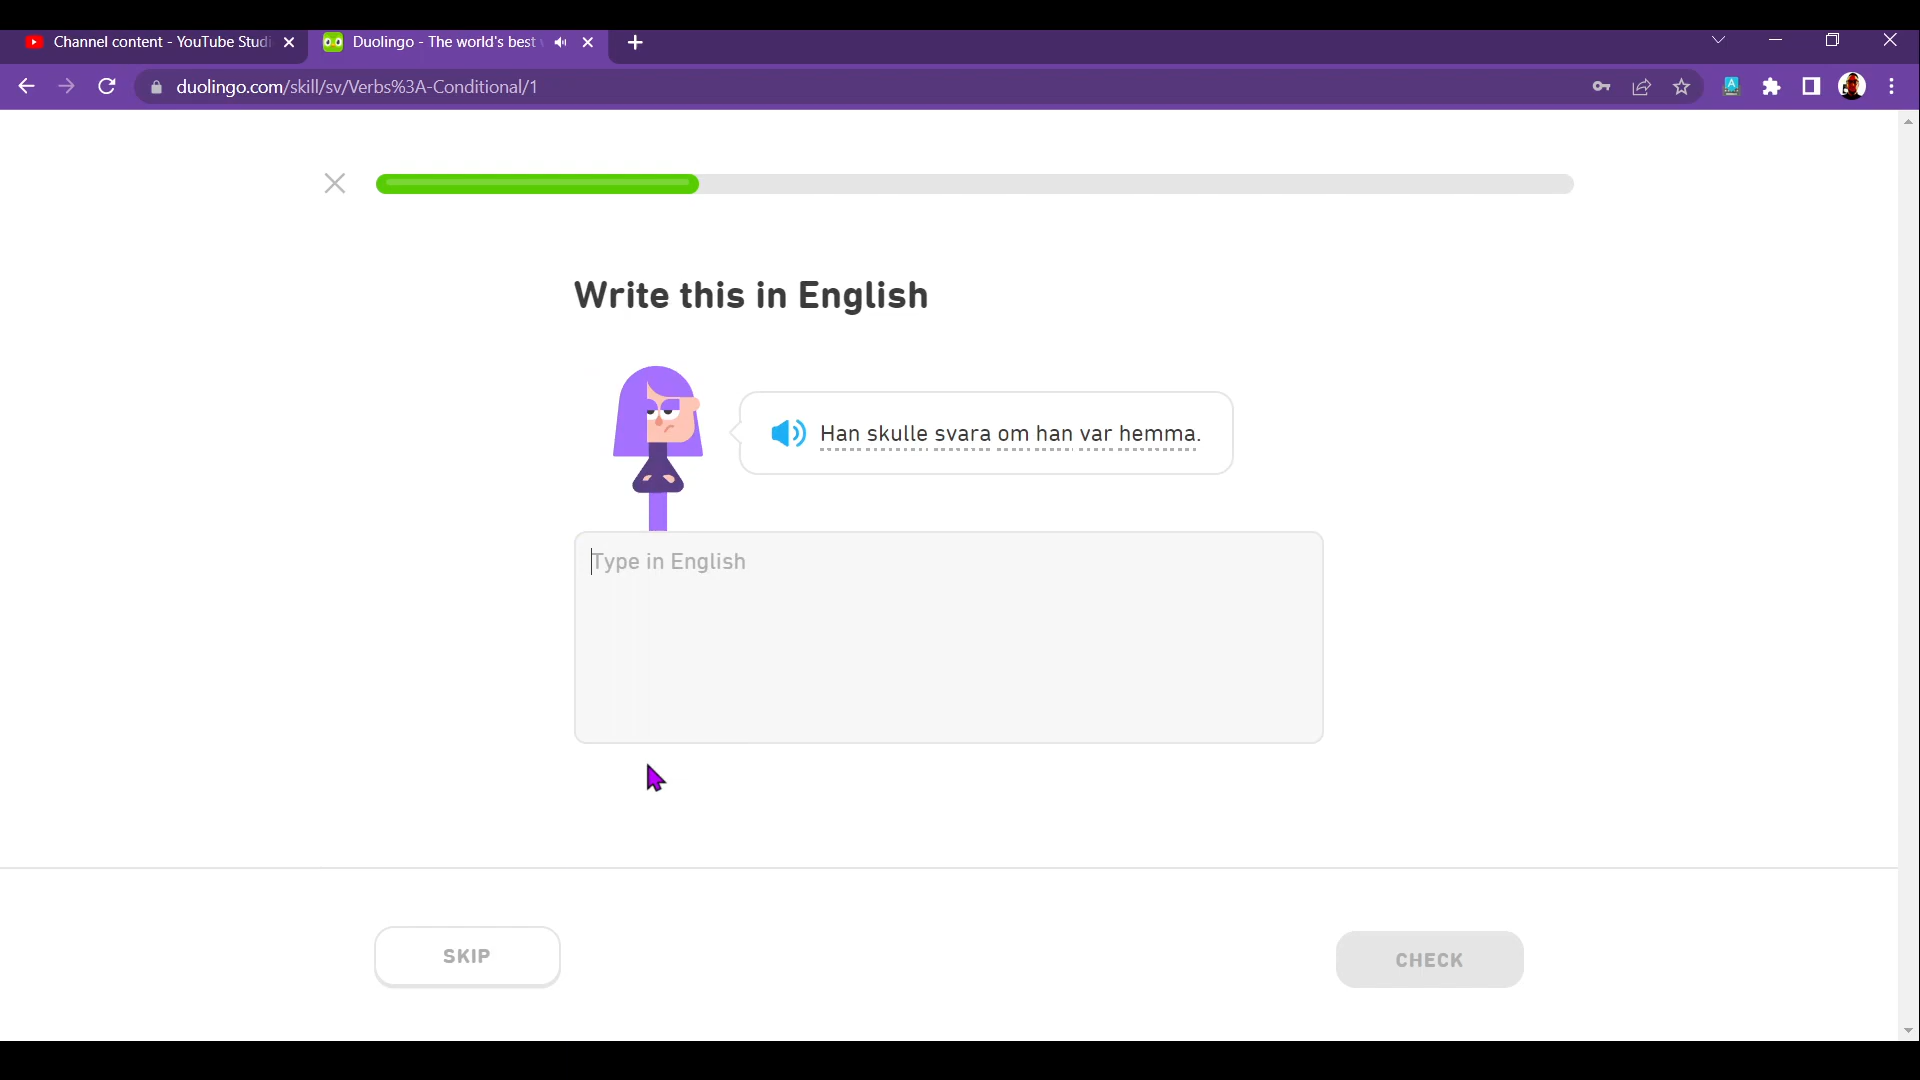 Channel content - YouTube Studi
Duolingo - The world's best
duolingo.com/skill/sv/Verbs%3A-Conditional/1
Write this in English
Han skulle svara om han var hemma.
Type in English
SKIP
CHECK